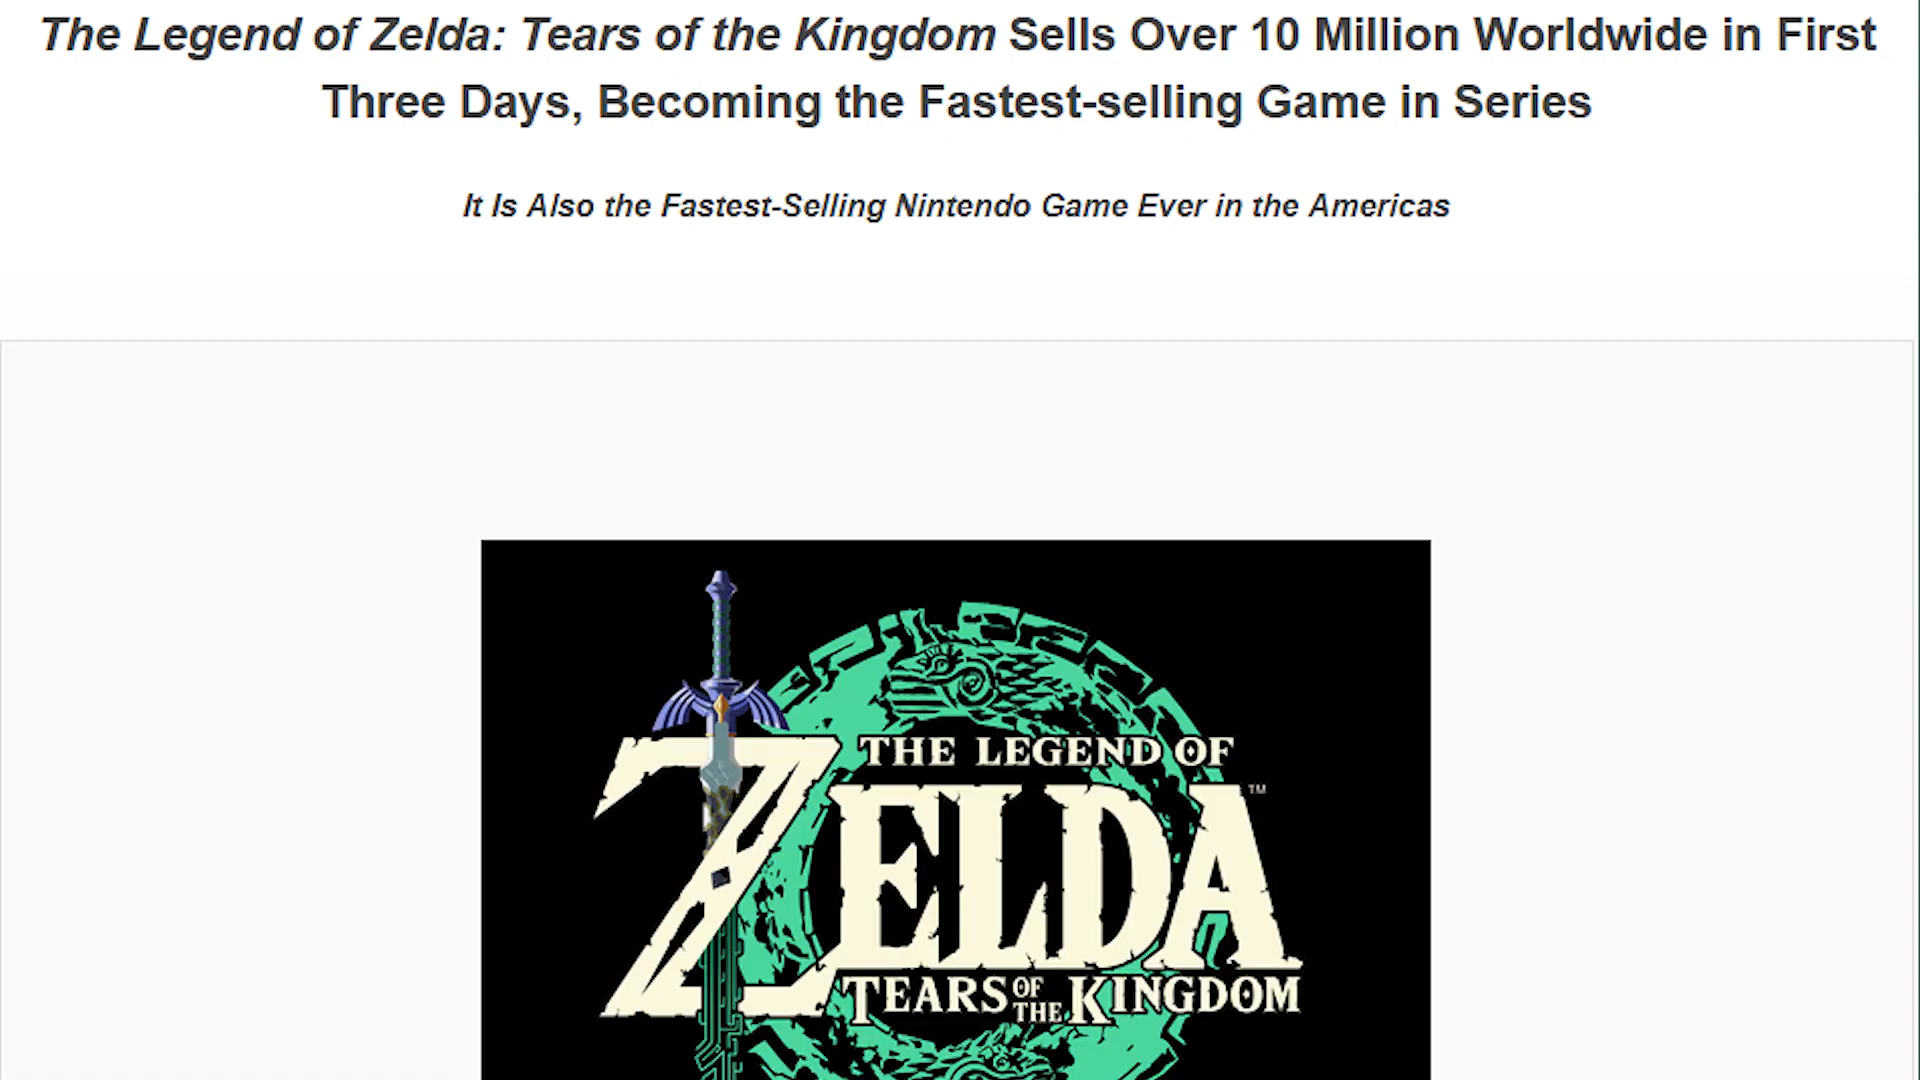 The Legend of Zelda: Tears of the Kingdom Sells Over 10 Million Worldwide in First
Three Days, Becoming the Fastest-selling Game in Series
It Is Also the Fastest-Selling Nintendo Game Ever in the Americas
THE LEGEND OF
ZELDA™
TEARS OF THE KINGDOM